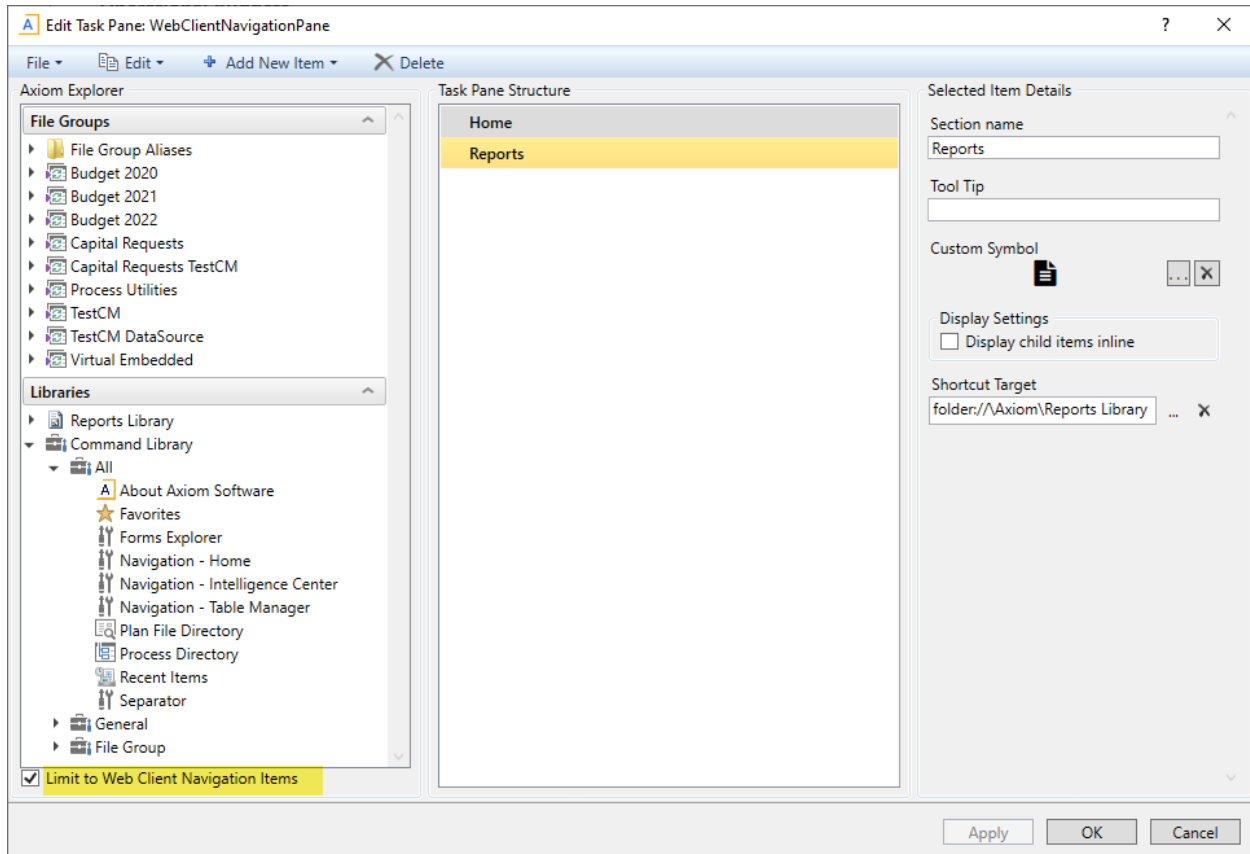 A Edit Task Pane: WebClientNavigationPane ?
File Edit Add New Item Delete
Axiom Explorer
File Groups
File Group Aliases
Budget 2020
Budget 2021
Budget 2022
Capital Requests
Capital Requests TestCM
Process Utilities
TestCM
TestCM DataSource
Virtual Embedded
Libraries
Reports Library
Command Library
All
A About Axiom Software
Favorites
Forms Explorer
Navigation - Home
Navigation - Intelligence Center
Navigation - Table Manager
Plan File Directory
Process Directory
Recent Items
Separator
General
File Group
Limit to Web Client Navigation Items
Task Pane Structure
Home
Reports
Selected Item Details
Section name
Reports
Tool Tip
Custom Symbol
...
Display Settings
Display child items inline
Shortcut Target
folder://\Axiom\Reports Library ...
Apply OK Cancel